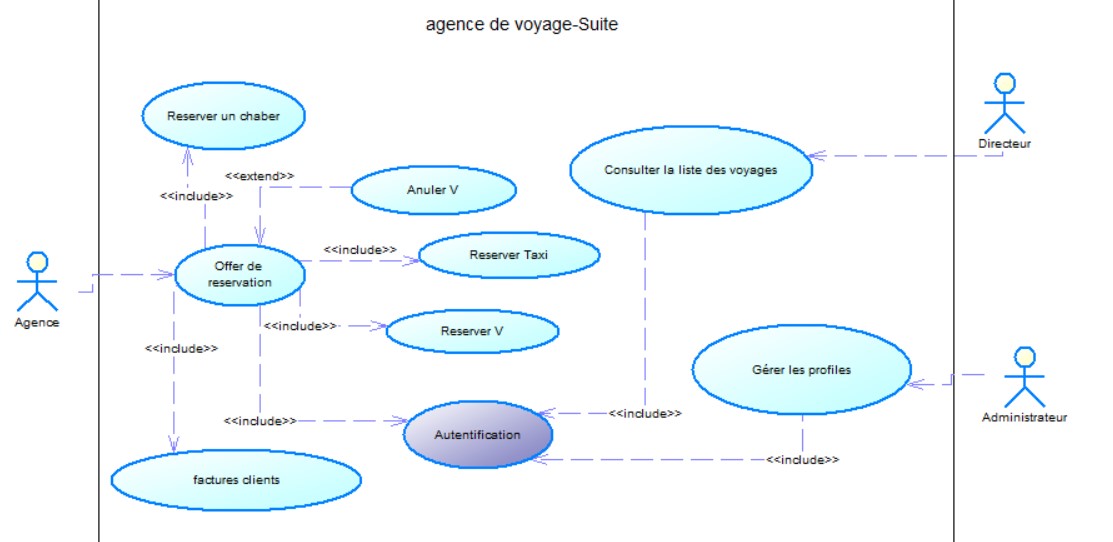 agence de voyage-Suite
Reserver un chaber
Directeur
<<extend>>
Consulter la liste des voyages
<<include>>
Anuler V
<<include>>
Reserver Taxi
Offer de
reservation
Agence
<<include>>
Reserver V
<<include>>
Gérer les profiles
<<include>>
<<include>>
Administrateur
Autentification
<<include>>
factures clients